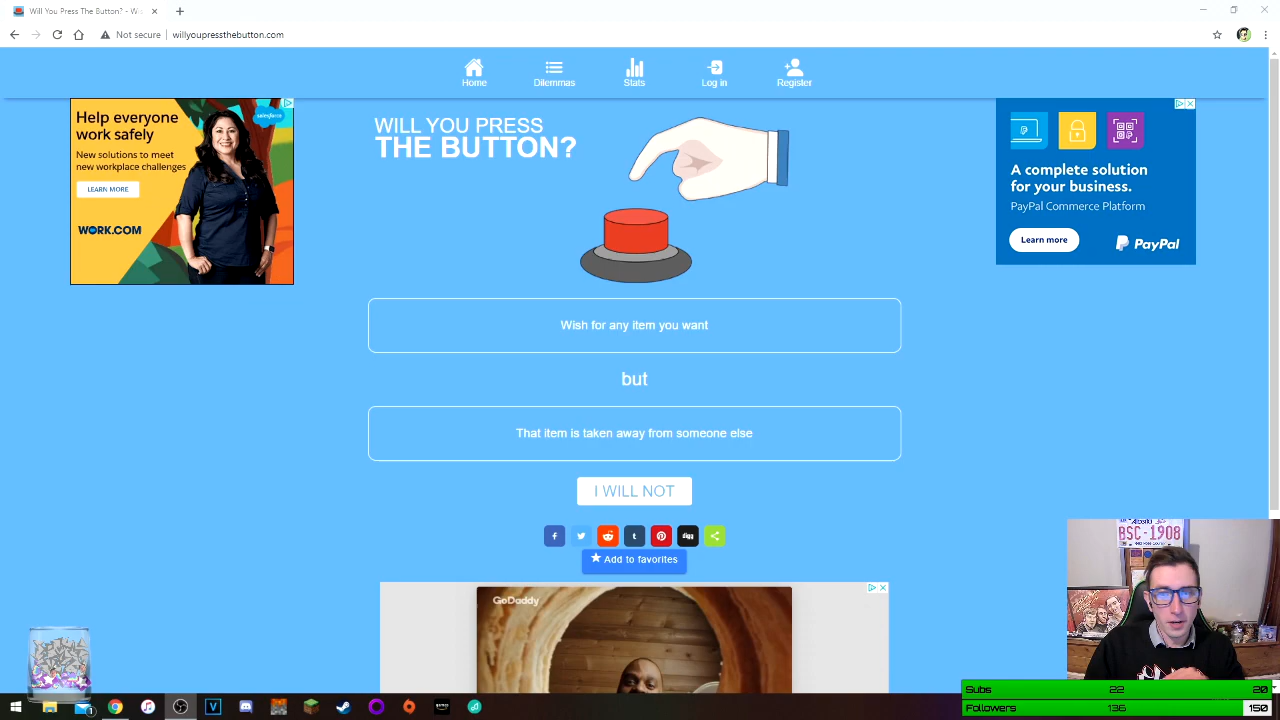 Will You Press The Button? - Wi
Not secure | willyoupressthebutton.com
Home
Dilemmas
Stats
Log in
Register
Help everyone
work safely
New solutions to meet
new workplace challenges
LEARN MORE
WORK.COM
salesforce
WILL YOU PRESS
THE BUTTON?
A complete solution
for your business.
PayPal Commerce Platform
Learn more
PayPal
Wish for any item you want
but
That item is taken away from someone else
I WILL NOT
digg
Add to favorites
GoDaddy
BSC-1908
Subs 22 20
Followers 136 150